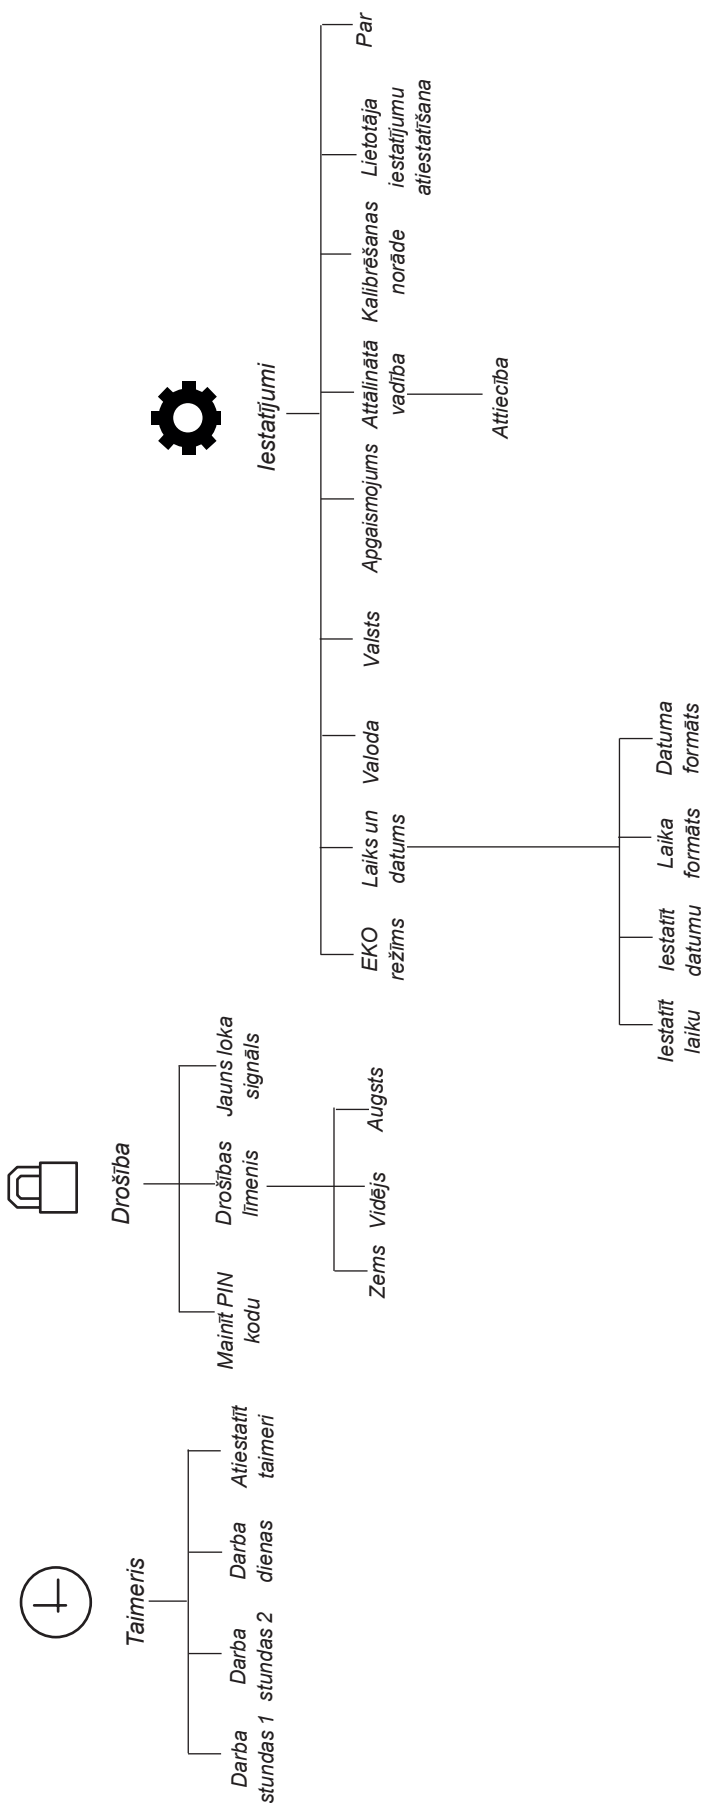 Taimeris
Darba
stundas 1
Darba
stundas 2
Darba
dienas
Atiestatīt
taimeri
Drošība
Mainīt PIN
kodu
Drošības
līmenis
Zems
Vidējs
Augsts
Jauns loka
signāls
Iestatījumi
EKO
režīms
Laiks un
datums
Iestatīt
laiku
Iestatīt
datumu
Laika
formāts
Datuma
formāts
Valoda
Valsts
Apgaismojums
Attālinātā
vadība
Attiecība
Kalibrēšanas
norāde
Lietotāja
iestatījumu
atiestatīšana
Par